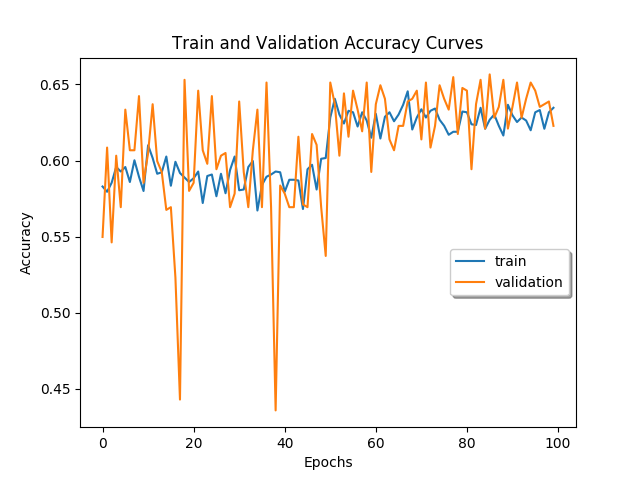 Train and Validation Accuracy Curves
0.65
0.60
0.55
0.50
0.45
Accuracy
train
validation
0 20 40 60 80 100
Epochs